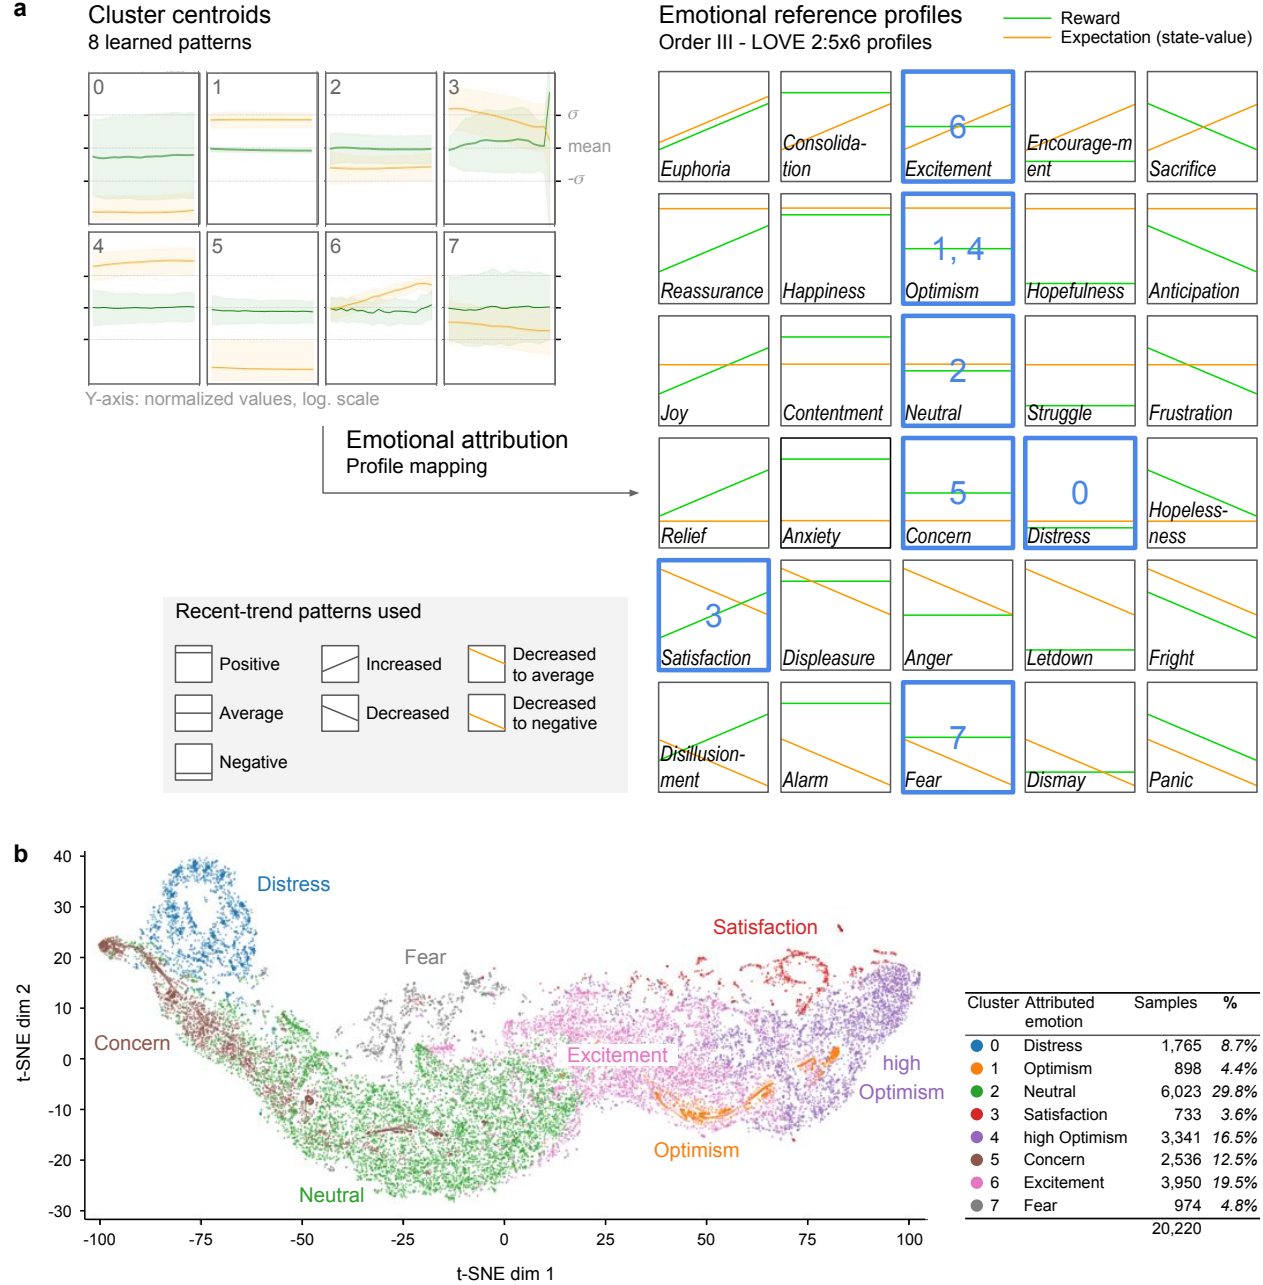 a
Cluster centroids
8 learned patterns
0
1
2
3
σ
mean
-σ
4
5
6
7
Y-axis: normalized values, log. scale
Emotional attribution
Profile mapping
Emotional reference profiles
Order III - LOVE 2:5x6 profiles
Reward
Expectation (state-value)
Euphoria
Consolida-
tion
6
Excitement
Encourage-m
ent
Sacrifice
Reassurance
Happiness
1, 4
Optimism
Hopefulness
Anticipation
Joy
Contentment
2
Neutral
Struggle
Frustration
Relief
Anxiety
5
Concern
0
Distress
Hopeless-
ness
3
Satisfaction
Displeasure
Anger
Letdown
Fright
Disillusion-
ment
Alarm
7
Fear
Dismay
Panic
Recent-trend patterns used
Positive
Increased
Decreased
to average
Average
Decreased
Decreased
to negative
Negative
b
40
30
20
10
0
-10
-20
-30
t-SNE dim 2
-100
-75
-50
-25
0
25
50
75
100
t-SNE dim 1
Distress
Satisfaction
Fear
Concern
Excitement
high
Optimism
Optimism
Neutral
Cluster Attributed emotion Samples %
0 Distress 1,765 8.7%
1 Optimism 898 4.4%
2 Neutral 6,023 29.8%
3 Satisfaction 733 3.6%
4 high Optimism 3,341 16.5%
5 Concern 2,536 12.5%
6 Excitement 3,950 19.5%
7 Fear 974 4.8%
20,220